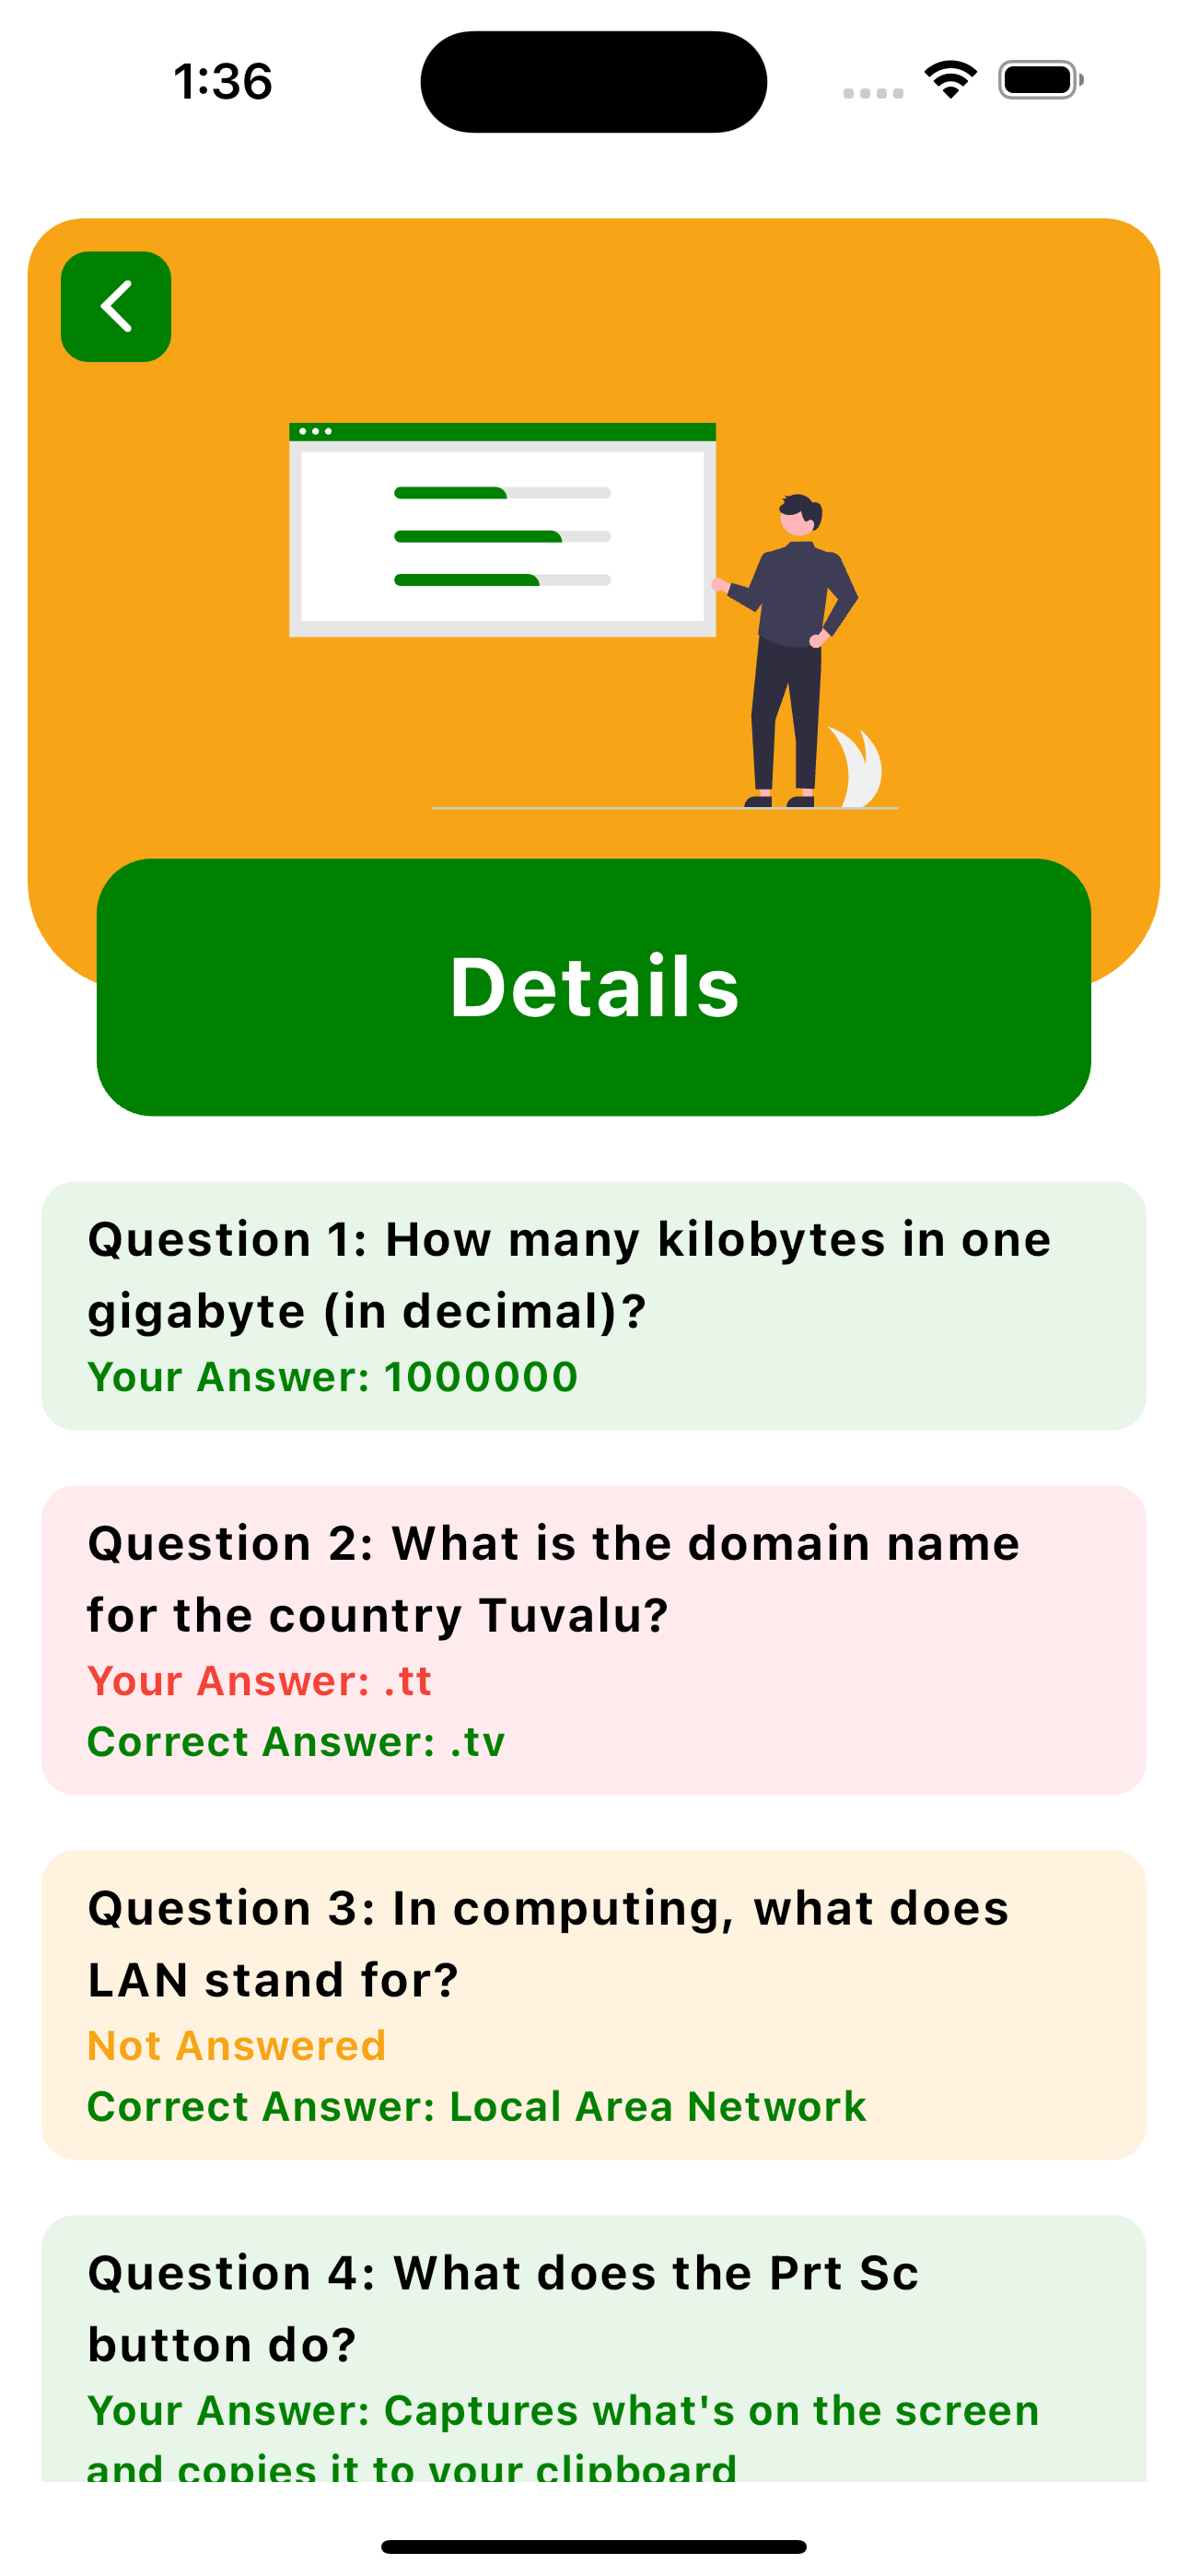 1:36
Details
Question 1: How many kilobytes in one
gigabyte (in decimal)?
Your Answer: 1000000
Question 2: What is the domain name
for the country Tuvalu?
Your Answer: .tt
Correct Answer: .tv
Question 3: In computing, what does
LAN stand for?
Not Answered
Correct Answer: Local Area Network
Question 4: What does the Prt Sc
button do?
Your Answer: Captures what's on the screen
and copies it to your clipboard